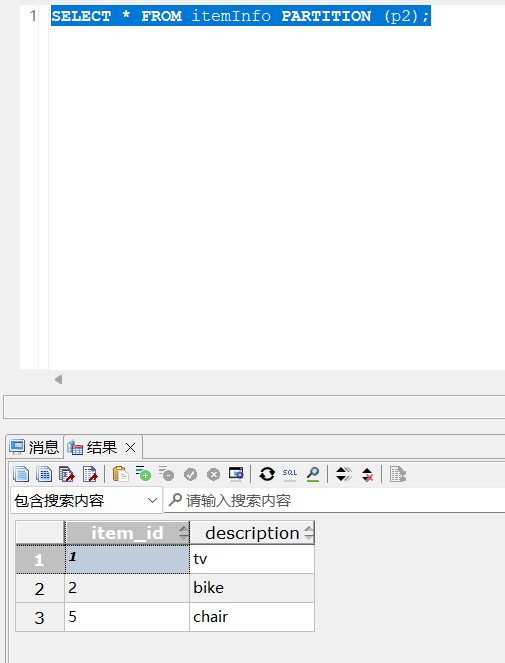 1 SELECT * FROM itemInfo PARTITION (p2);
消息 结果
SQL
包含搜索内容 请输入搜索内容
item_id description
1 1 tv
2 2 bike
3 5 chair